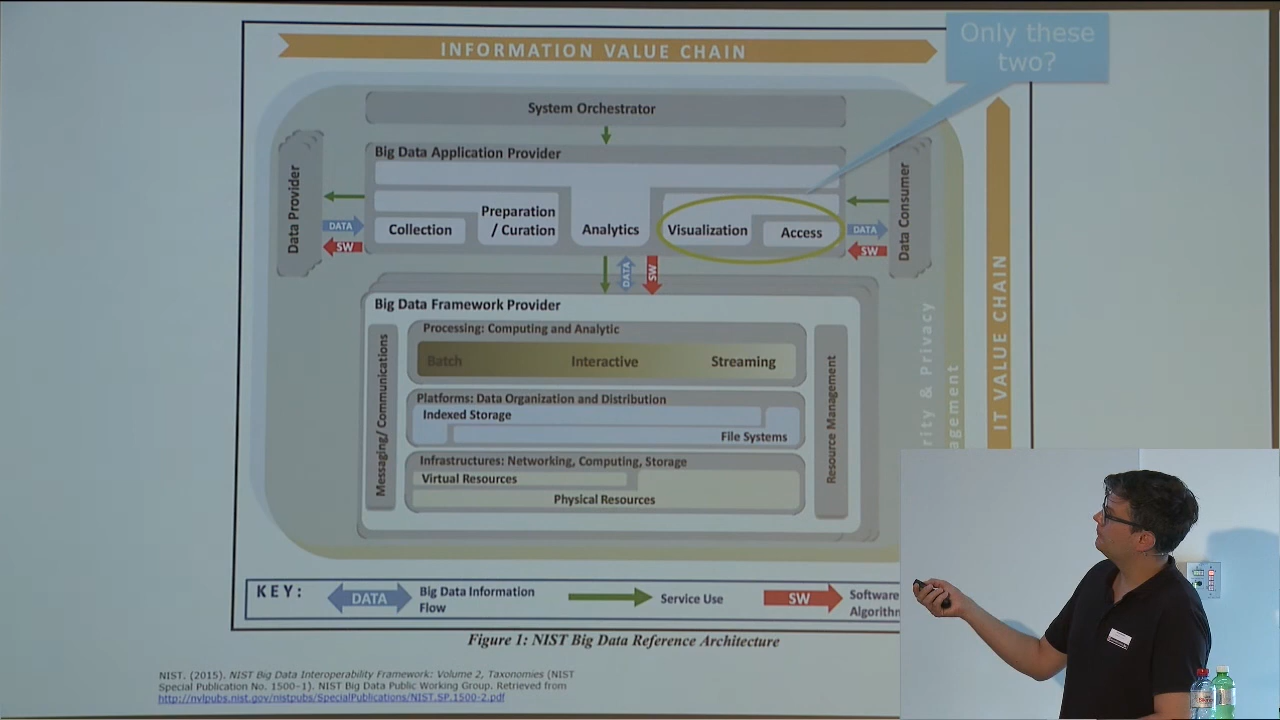 INFORMATION VALUE CHAIN
Only these
two?
System Orchestrator
Big Data Application Provider
Data Provider
Data Consumer
Preparation
/ Curation
Collection
Analytics
Visualization
Access
DATA
SW
DATA
SW
DATA
SW
Big Data Framework Provider
Processing: Computing and Analytic
Batch
Interactive
Streaming
Platforms: Data Organization and Distribution
Indexed Storage
File Systems
Infrastructures: Networking, Computing, Storage
Virtual Resources
Physical Resources
Messaging/ Communications
Resource Management
rity & Privacy
agement
IT VALUE CHAIN
KEY:
DATA
Big Data Information
Flow
Service Use
SW
Software
Algorithm
Figure 1: NIST Big Data Reference Architecture
NIST. (2015). NIST Big Data Interoperability Framework: Volume 2, Taxonomies (NIST
Special Publication No. 1500-1). NIST Big Data Public Working Group. Retrieved from
http://nvlpubs.nist.gov/nistpubs/SpecialPublications/NIST.SP.1500-2.pdf